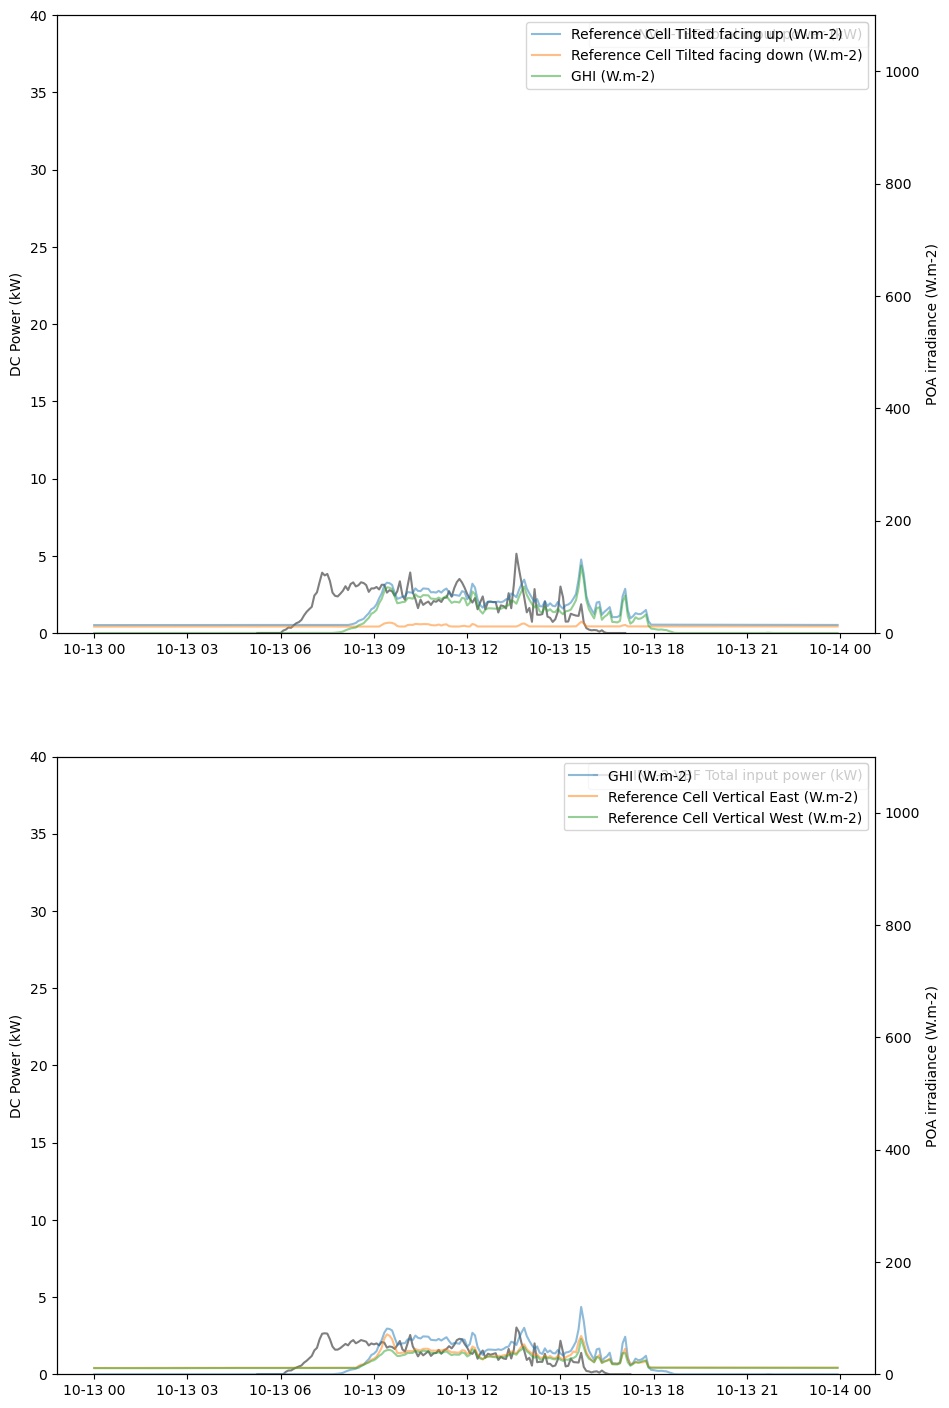 40
35
30
25
20
15
10
5
0
DC Power (kW)
Reference Cell Tilted facing up (W.m-2)
Reference Cell Tilted facing down (W.m-2)
GHI (W.m-2)
1000
800
600
400
200
0
POA irradiance (W.m-2)
10-13 00 10-13 03 10-13 06 10-13 09 10-13 12 10-13 15 10-13 18 10-13 21 10-14 00
40
35
30
25
20
15
10
5
0
DC Power (kW)
GHI (W.m-2) Total input power (kW)
Reference Cell Vertical East (W.m-2)
Reference Cell Vertical West (W.m-2)
1000
800
600
400
200
0
POA irradiance (W.m-2)
10-13 00 10-13 03 10-13 06 10-13 09 10-13 12 10-13 15 10-13 18 10-13 21 10-14 00